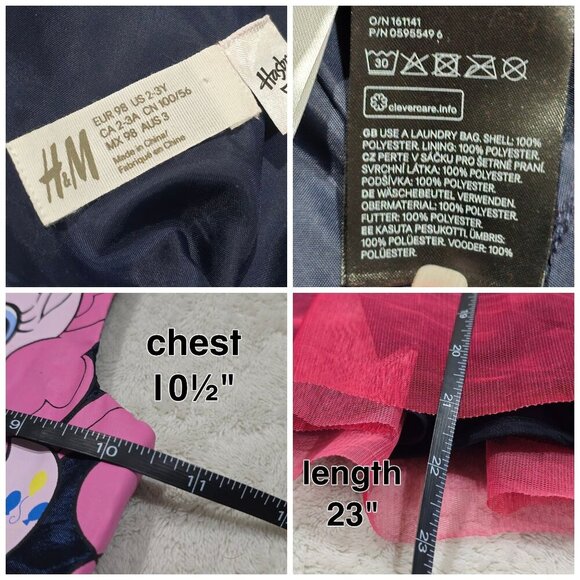 H&M
EUR 98 US 2-3Y
CA 2-3A CN 100/56
MX 98 AUS 3
Made in China/
Fabriqué en Chine
O/N 161141
P/N 0595549 6
30
clevercare.info
GB USE A LAUNDRY BAG. SHELL: 100%
POLYESTER. LINING: 100% POLYESTER.
CZ PERTE V SÁČKU PRO ŠETRNÉ PRANÍ.
SVRCHNÍ LÁTKA: 100% POLYESTER.
PODŠÍVKA: 100% POLYESTER.
OBERMATERIAL: 100% POLYESTER.
FUTTER: 100% POLYESTER.
EE KASUTA PESUKOTTI. ÜMBRIS:
100% POLÜESTER. VOODER: 100%
POLÜESTER.
chest
10½"
9 10 11
length
23"
19
20
21
22
23